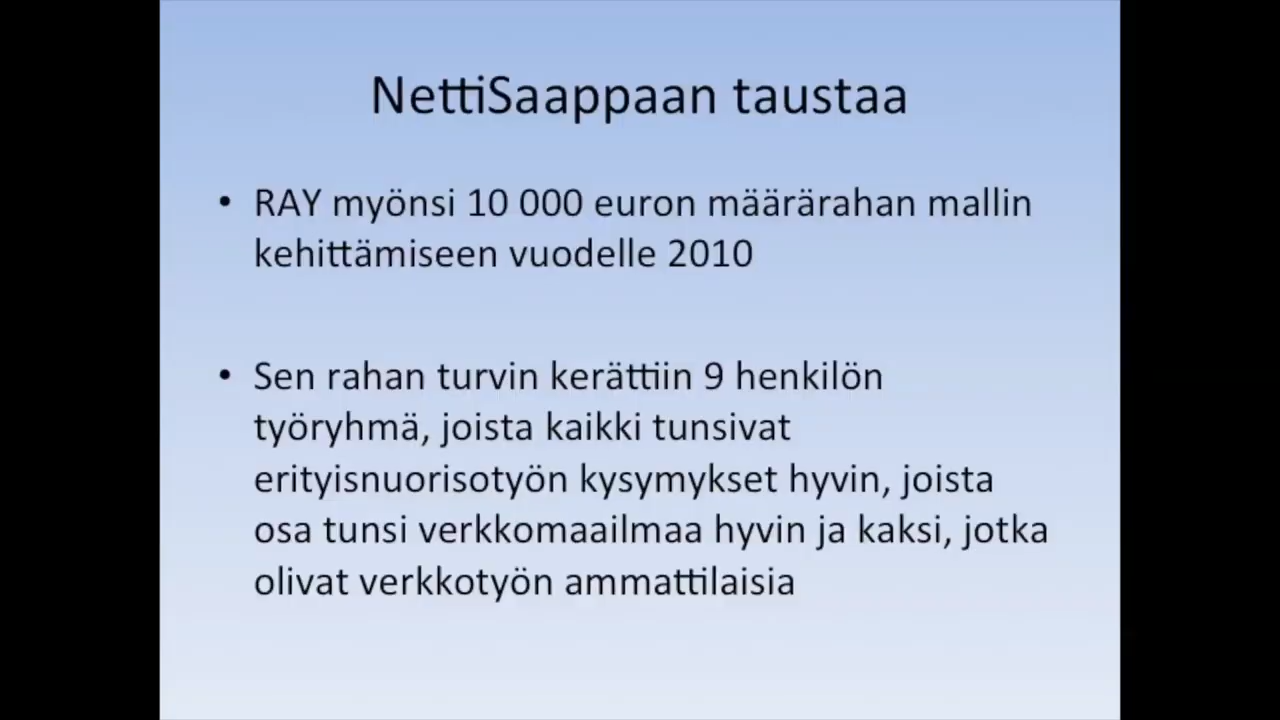 NettiSaappaan taustaa
• RAY myönsi 10 000 euron määrärahan mallin
kehittämiseen vuodelle 2010
• Sen rahan turvin kerättiin 9 henkilön
työryhmä, joista kaikki tunsivat
erityisnuorisotyön kysymykset hyvin, joista
osa tunsi verkkomaailmaa hyvin ja kaksi, jotka
olivat verkkotyön ammattilaisia